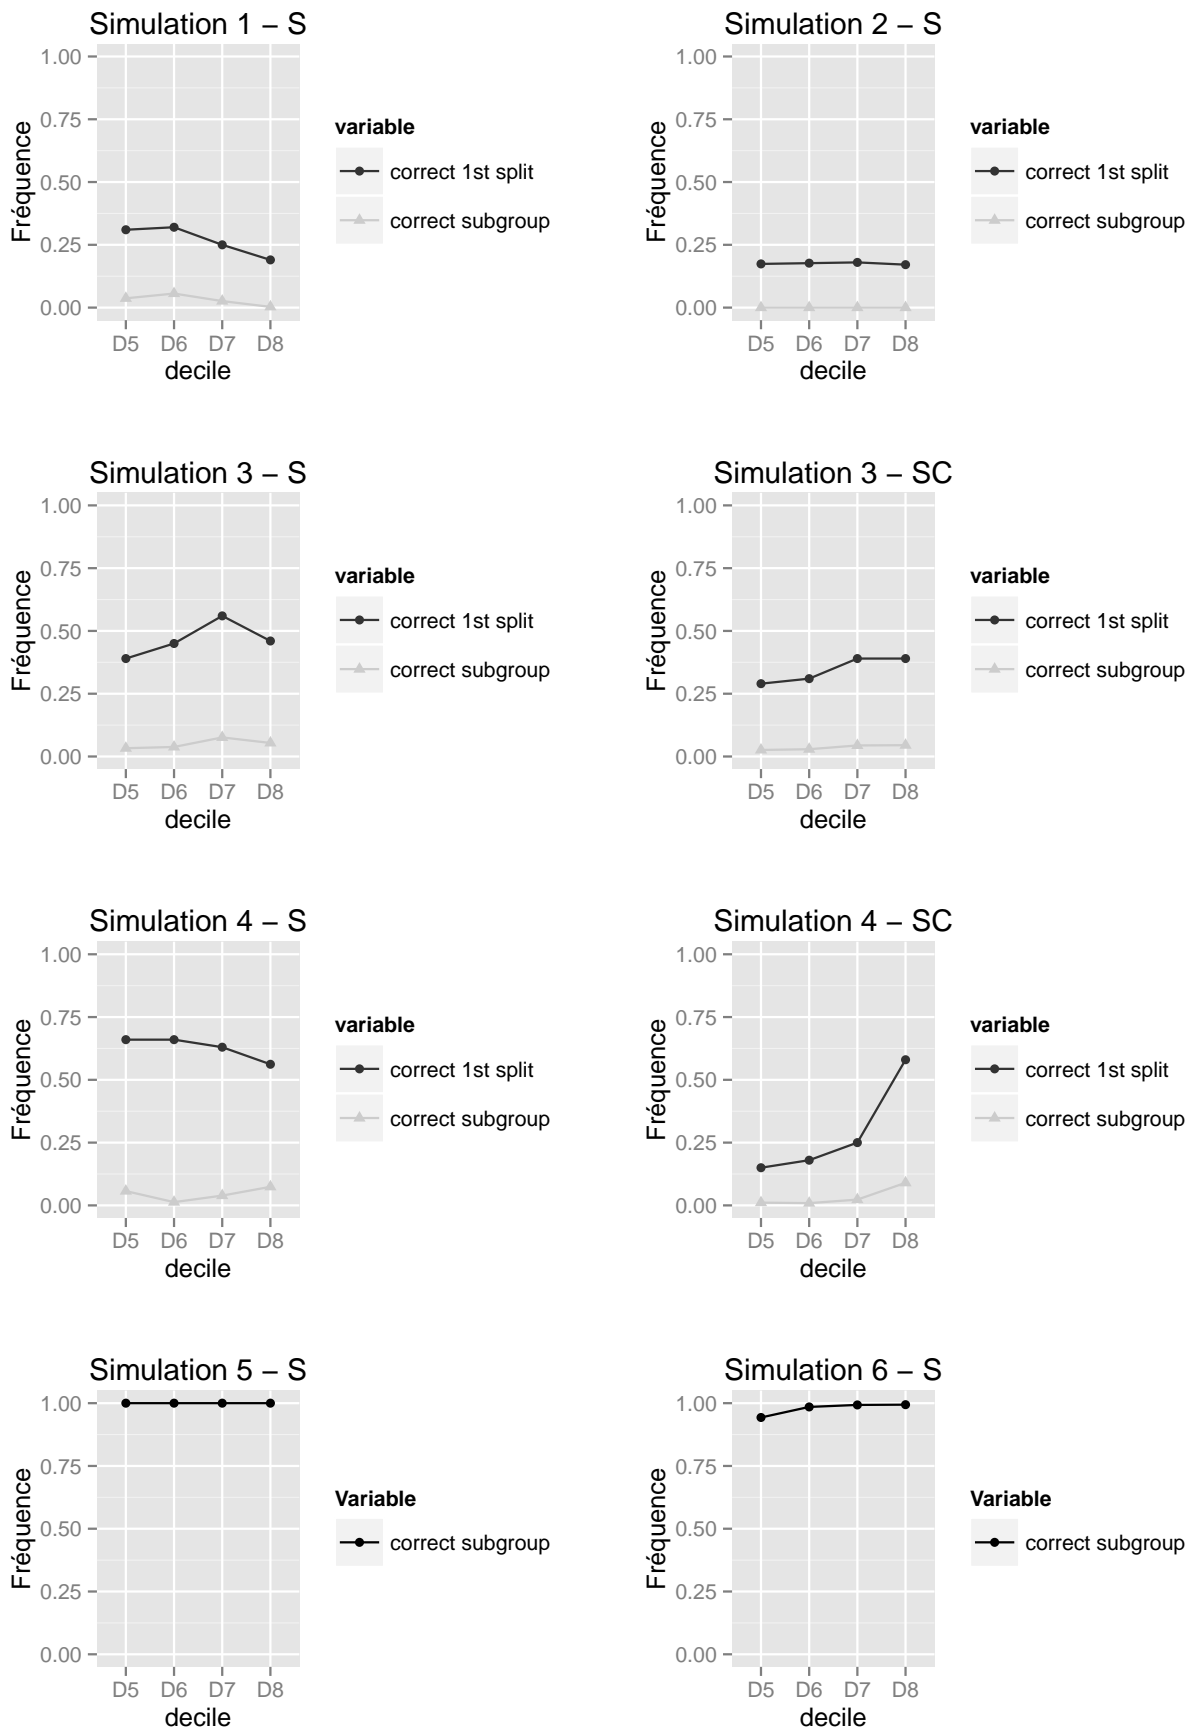 Simulation 1 – S
1.00
0.75
0.50
0.25
0.00
Fréquence
D5 D6 D7 D8
decile
variable
correct 1st split
correct subgroup
Simulation 2 – S
1.00
0.75
0.50
0.25
0.00
Fréquence
D5 D6 D7 D8
decile
variable
correct 1st split
correct subgroup
Simulation 3 – S
1.00
0.75
0.50
0.25
0.00
Fréquence
D5 D6 D7 D8
decile
variable
correct 1st split
correct subgroup
Simulation 3 – SC
1.00
0.75
0.50
0.25
0.00
Fréquence
D5 D6 D7 D8
decile
variable
correct 1st split
correct subgroup
Simulation 4 – S
1.00
0.75
0.50
0.25
0.00
Fréquence
D5 D6 D7 D8
decile
variable
correct 1st split
correct subgroup
Simulation 4 – SC
1.00
0.75
0.50
0.25
0.00
Fréquence
D5 D6 D7 D8
decile
variable
correct 1st split
correct subgroup
Simulation 5 – S
1.00
0.75
0.50
0.25
0.00
Fréquence
D5 D6 D7 D8
decile
Variable
correct subgroup
Simulation 6 – S
1.00
0.75
0.50
0.25
0.00
Fréquence
D5 D6 D7 D8
decile
Variable
correct subgroup